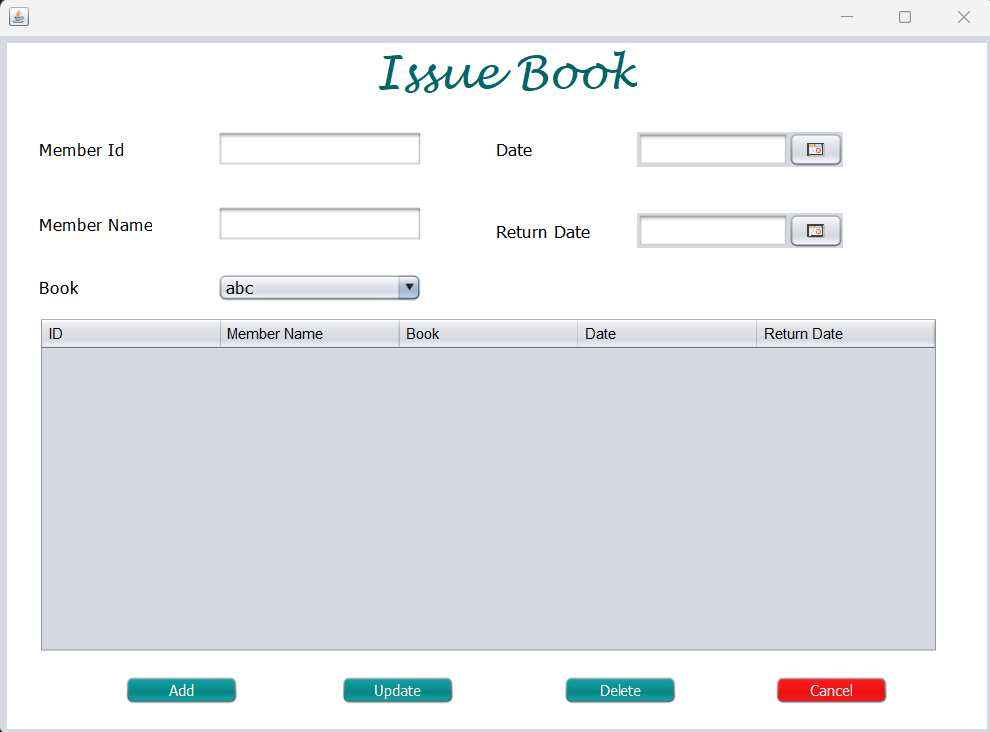 Issue Book
Member Id
Date
Member Name
Return Date
Book
abc
ID Member Name Book Date Return Date
Add Update Delete Cancel